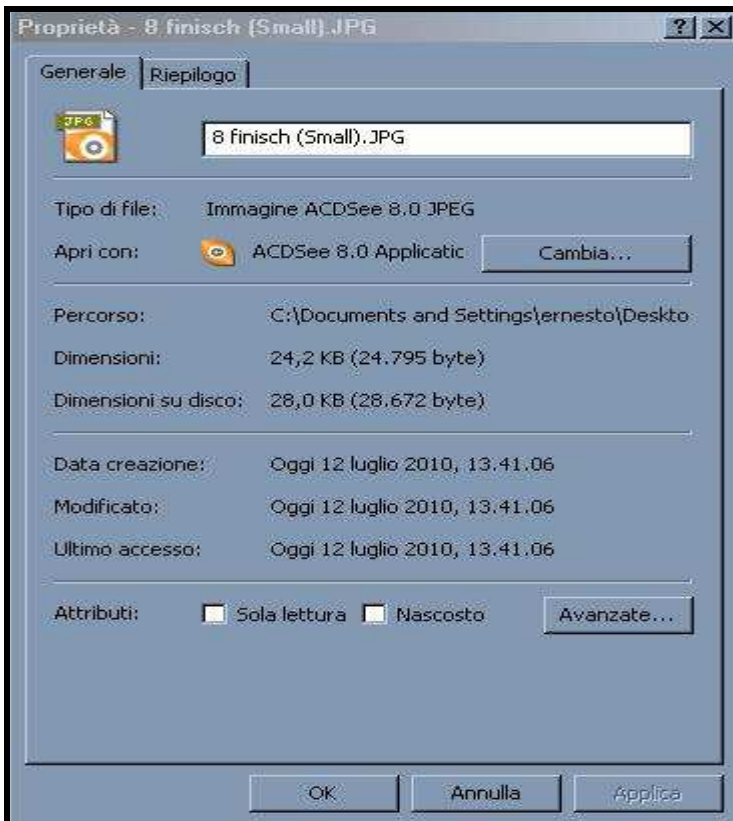 Proprietà - 8 finisch (Small).JPG
Generale Riepilogo
JPG
8 finisch (Small).JPG
Tipo di file: Immagine ACDSee 8.0 JPEG
Apri con: ACDSee 8.0 Applicatic Cambia...
Percorso: C:\Documents and Settings\ernesto\Deskto
Dimensioni: 24,2 KB (24.795 byte)
Dimensioni su disco: 28,0 KB (28.672 byte)
Data creazione: Oggi 12 luglio 2010, 13.41.06
Modificato: Oggi 12 luglio 2010, 13.41.06
Ultimo accesso: Oggi 12 luglio 2010, 13.41.06
Attributi: Sola lettura Nascosto Avanzate...
OK Annulla Applica